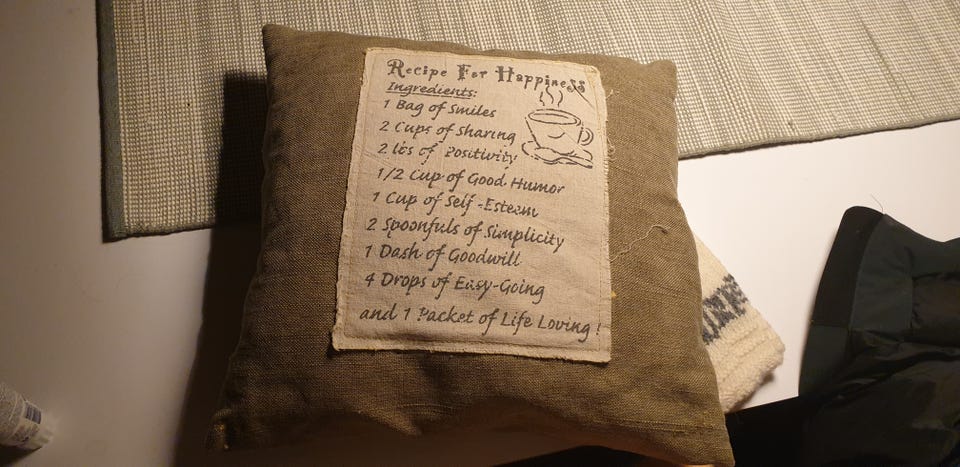 Recipe For Happiness
Ingredients:
1 Bag of Smiles
2 Cups of sharing
2 lbs of Positivity
1/2 Cup of Good Humor
1 Cup of Self-Esteem
2 Spoonfuls of Simplicity
1 Dash of Goodwill
4 Drops of Easy-Going
and 1 Packet of Life Loving !